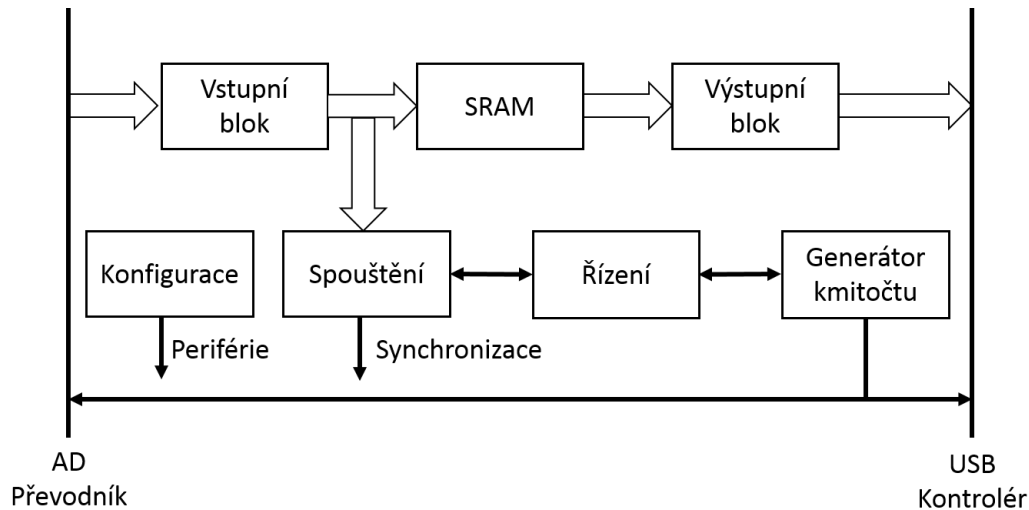 Vstupní
blok
SRAM
Výstupní
blok
Konfigurace
Spouštění
Řízení
Generátor
kmitočtu
Periférie
Synchronizace
AD
Převodník
USB
Kontrolér